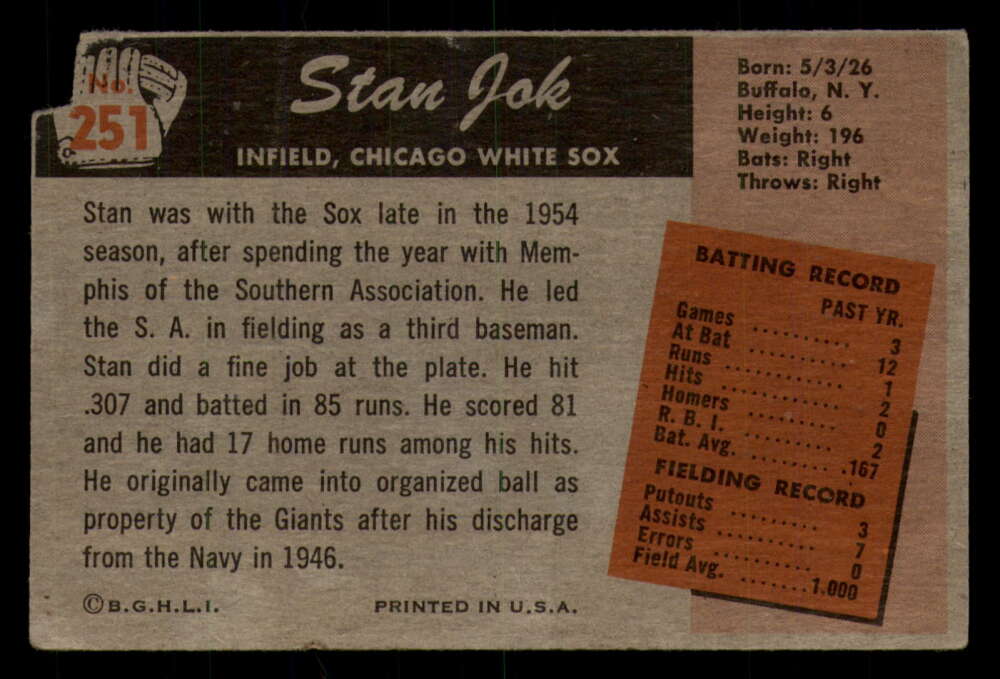 No.
251
Stan Jok
INFIELD, CHICAGO WHITE SOX
Born: 5/3/26
Buffalo, N. Y.
Height: 6
Weight: 196
Bats: Right
Throws: Right
Stan was with the Sox late in the 1954
season, after spending the year with Mem-
phis of the Southern Association. He led
the S. A. in fielding as a third baseman.
Stan did a fine job at the plate. He hit
.307 and batted in 85 runs. He scored 81
and he had 17 home runs among his hits.
He originally came into organized ball as
property of the Giants after his discharge
from the Navy in 1946.
BATTING RECORD
PAST YR.
Games .......... 3
At Bat .......... 12
Runs .......... 1
Hits .......... 2
Homers .......... 0
R. B. I. .......... 2
Bat. Avg. .......... .167
FIELDING RECORD
Putouts .......... 3
Assists .......... 7
Errors .......... 0
Field Avg. ....... 1.000
©B.G.H.L.I.
PRINTED IN U.S.A.